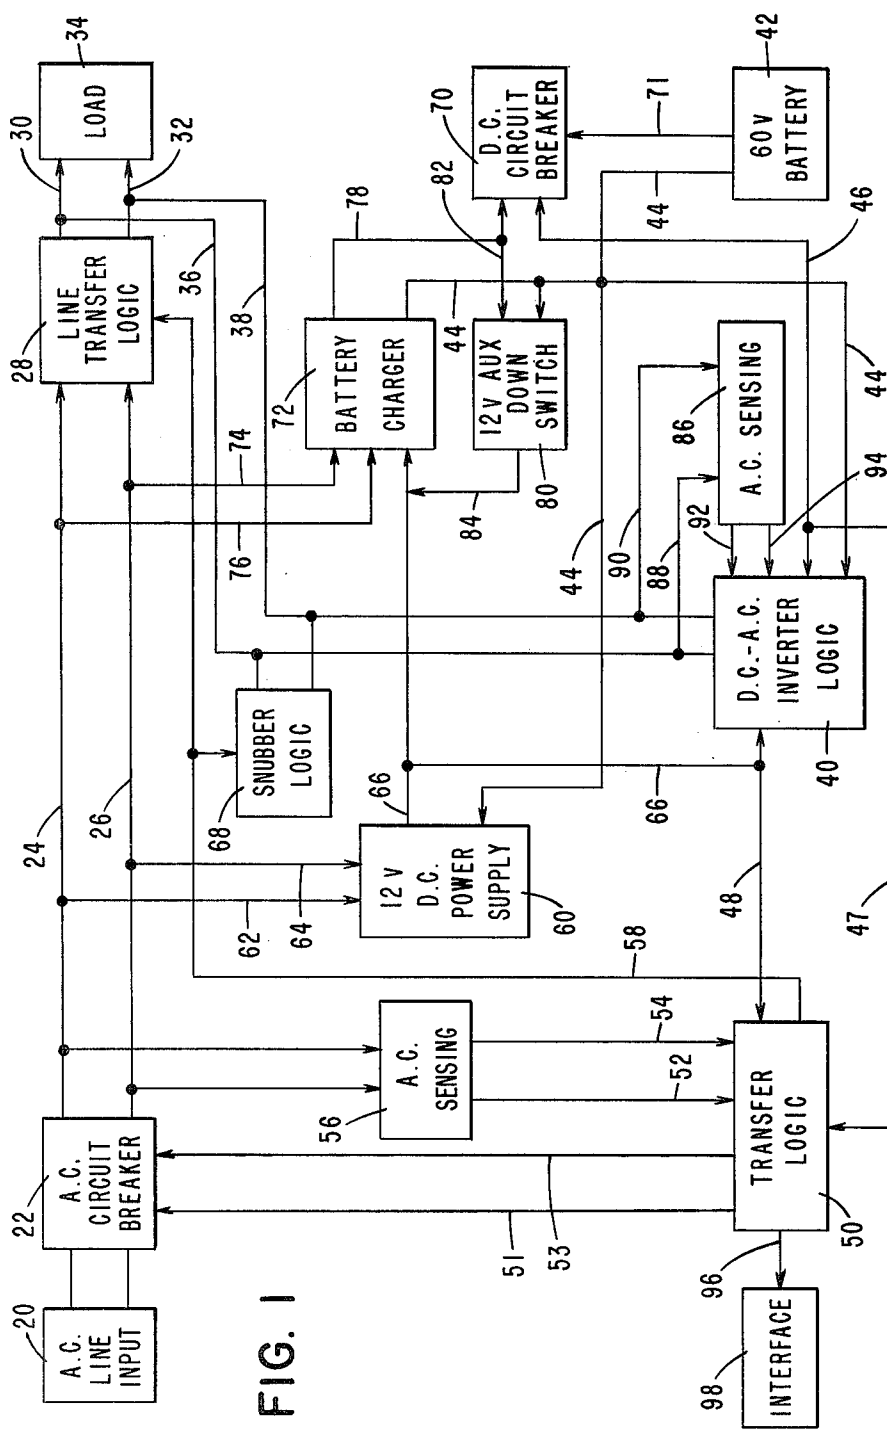 FIG. 1
20
A.C.
LINE
INPUT
22
A.C.
CIRCUIT
BREAKER
24
26
28
LINE
TRANSFER
LOGIC
30
32
34
LOAD
36
38
62
64
68
SNUBBER
LOGIC
76
74
72
BATTERY
CHARGER
78
56
A.C.
SENSING
54
52
58
60
12 V
D.C.
POWER
SUPPLY
66
84
80
12V AUX
DOWN
SWITCH
44
82
70
D.C.
CIRCUIT
BREAKER
71
44
44
51
53
50
TRANSFER
LOGIC
48
66
40
D.C.-A.C.
INVERTER
LOGIC
90
88
92
94
86
A.C. SENSING
44
46
42
60V
BATTERY
96
98
INTERFACE
47